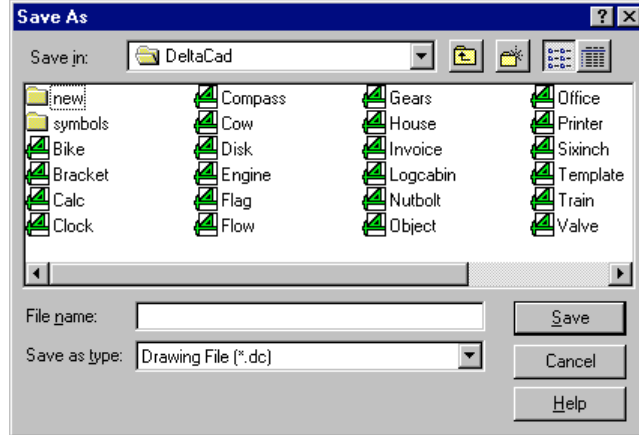 Save As
Save in: DeltaCad
new Compass Gears Office
symbols Cow House Printer
Bike Disk Invoice Sixinch
Bracket Engine Logcabin Template
Calc Flag Nutbolt Train
Clock Flow Object Valve
File name: Save
Save as type: Drawing File (*.dc) Cancel
Help